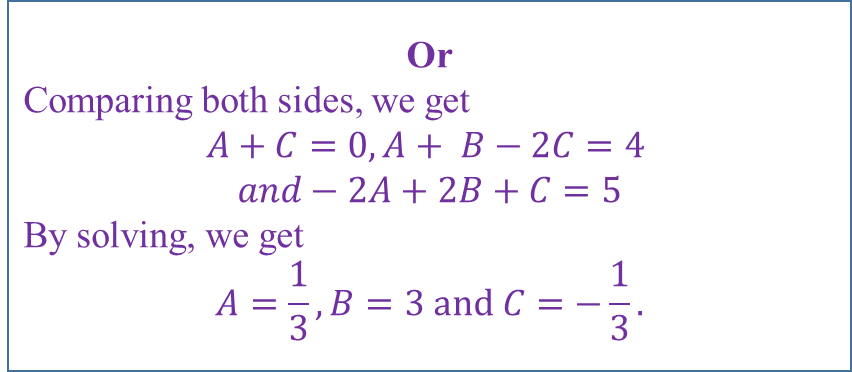 Or
Comparing both sides, we get
A + C = 0, A + B − 2C = 4
and − 2A + 2B + C = 5
By solving, we get
A = 1/3, B = 3 and C = −1/3.